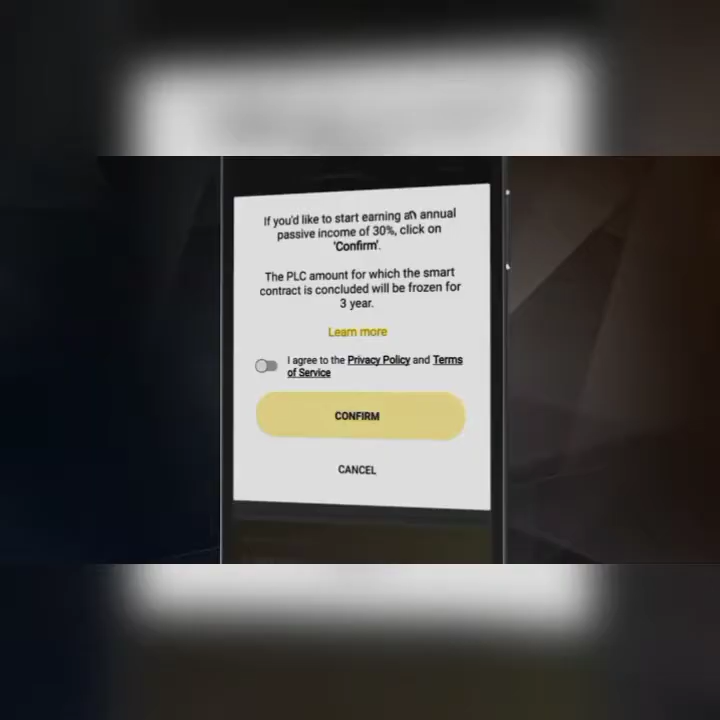 If you'd like to start earning an annual
passive income of 30%, click on
'Confirm'.
The PLC amount for which the smart
contract is concluded will be frozen for
3 year.
Learn more
I agree to the Privacy Policy and Terms
of Service
CONFIRM
CANCEL